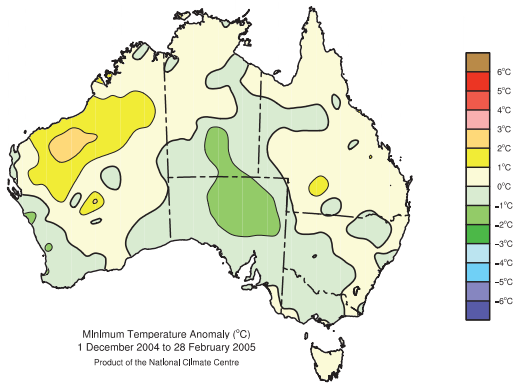 6°C
5°C
4°C
3°C
2°C
1°C
0°C
−1°C
−2°C
−3°C
−4°C
−5°C
−6°C
Minimum Temperature Anomaly (°C)
1 December 2004 to 28 February 2005
Product of the National Climate Centre